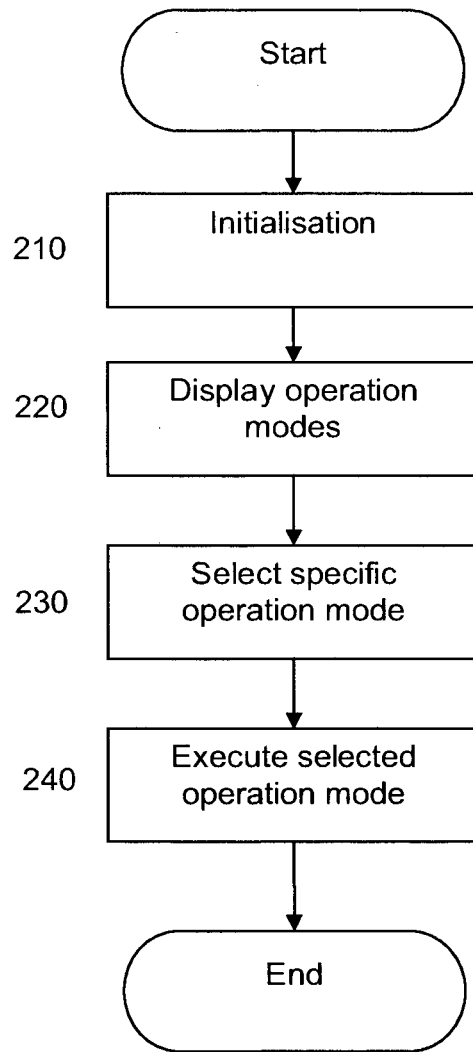 Start
210
Initialisation
220
Display operation
modes
230
Select specific
operation mode
240
Execute selected
operation mode
End